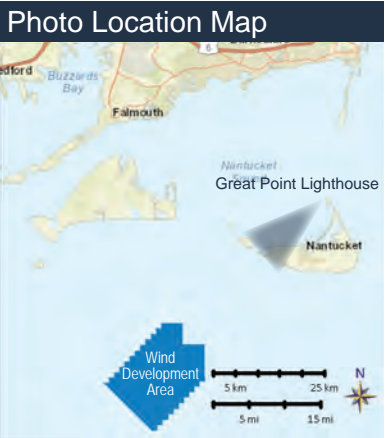 Photo Location Map
6
edford
Buzzards
Bay
Falmouth
Nantucket
Great Point Lighthouse
Nantucket
Wind
Development
Area
5 km 25 km
5 mi 15 mi
N